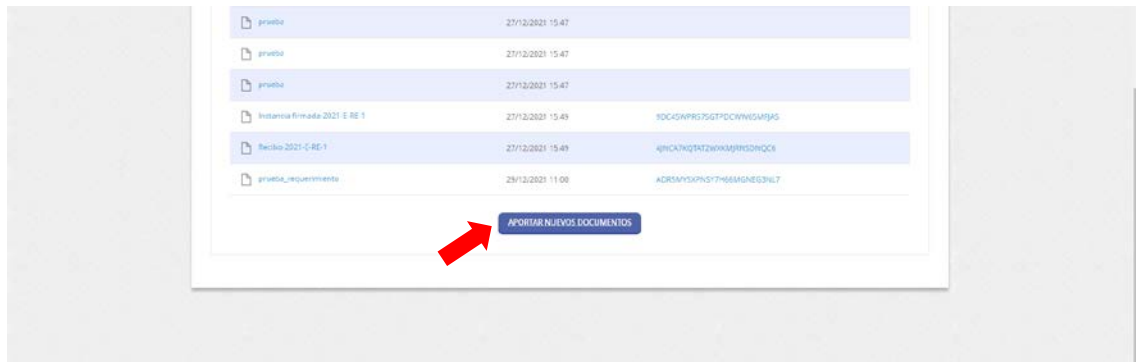 prueba 27/12/2021 15:47
prueba 27/12/2021 15:47
prueba 27/12/2021 15:47
Instancia firmada-2021-E-RE-1 27/12/2021 15:49
Recibo-2021-E-RE-1 27/12/2021 15:49
prueba_requerimiento 29/12/2021 11:00
APORTAR NUEVOS DOCUMENTOS